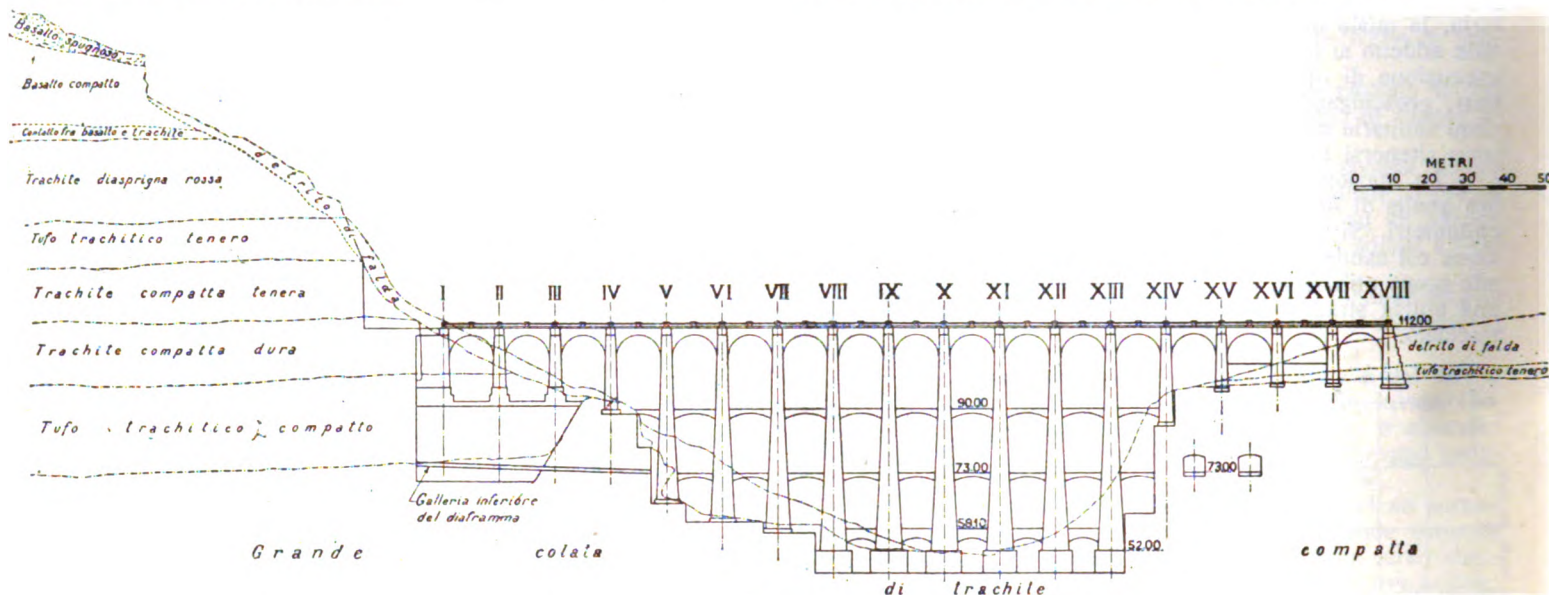 Basalto spugnoso
Basalto compatto
Contatto fra basalto e trachite
Trachite diasprigna rossa
Tufo trachitico tenero
Trachite compatta tenera
Trachite compatta dura
Tufo trachitico compatto
detrito di falda
METRI
0 10 20 30 40 50
I II III IV V VI VII VIII IX X XI XII XIII XIV XV XVI XVII XVIII
112.00
detrito di falda
tufo trachitico tenero
90.00
73.00
73.00
58.10
52.00
Galleria inferiore
del diaframma
Grande colata compatta
di trachite